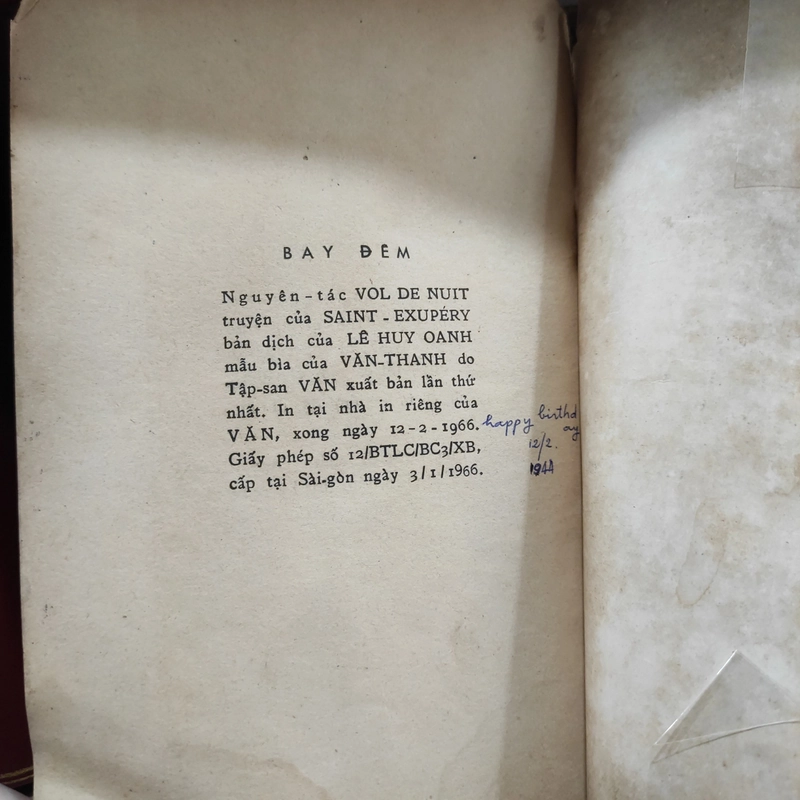 BAY ĐÊM
Nguyên-tác VOL DE NUIT
truyện của SAINT-EXUPÉRY
bản dịch của LÊ HUY OANH
mẫu bìa của VĂN-THANH do
Tập-san VĂN xuất bản lần thứ
nhất. In tại nhà in riêng của
VĂN, xong ngày 12-2-1966.
Giấy phép số 12/BTLC/BC3/XB,
cấp tại Sài-gòn ngày 3/1/1966.
happy birthd
ay
12/2.